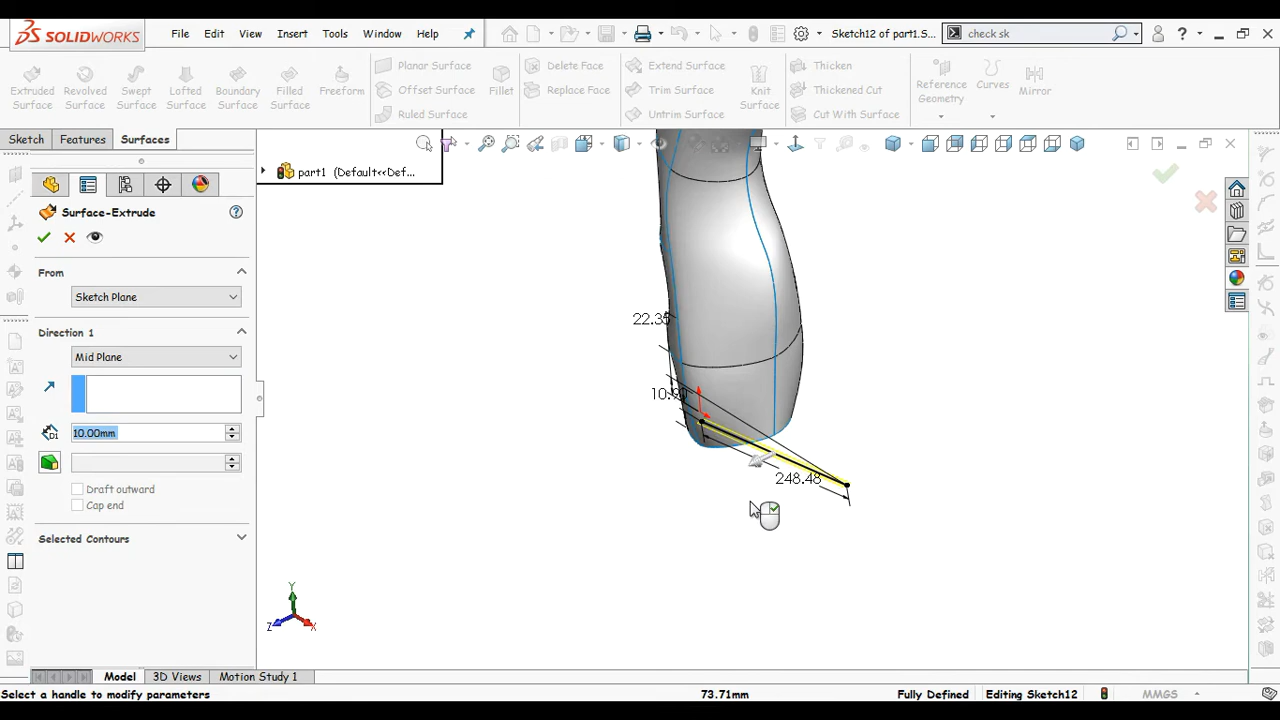 SOLIDWORKS
File Edit View Insert Tools Window Help
Sketch12 of part1.S...
check sk
Extruded Surface
Revolved Surface
Swept Surface
Lofted Surface
Boundary Surface
Filled Surface
Freeform
Planar Surface
Offset Surface
Ruled Surface
Fillet
Delete Face
Replace Face
Extend Surface
Trim Surface
Untrim Surface
Knit Surface
Thicken
Thickened Cut
Cut With Surface
Reference Geometry
Curves
Mirror
Sketch Features Surfaces
part1 (Default<<Def...
Surface-Extrude
From
Sketch Plane
Direction 1
Mid Plane
D1
10.00mm
Draft outward
Cap end
Selected Contours
248.48
Y
Z
X
Model 3D Views Motion Study 1
Select a handle to modify parameters
73.71mm
Fully Defined
Editing Sketch12
MMGS